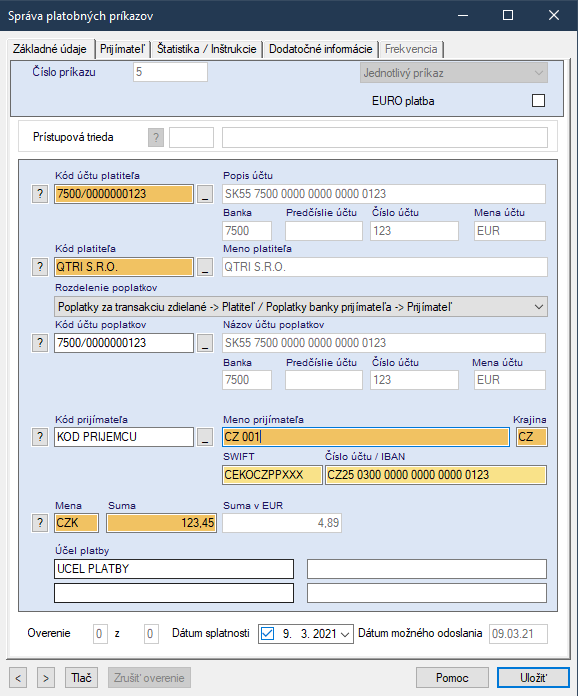 Správa platobných príkazov
Základné údaje Prijímateľ Štatistika / Inštrukcie Dodatočné informácie Frekvencia
Číslo príkazu 5 Jednotlivý príkaz
EURO platba
Prístupová trieda ?
Kód účtu platiteľa Popis účtu
? 7500/0000000123 _ SK55 7500 0000 0000 0000 0123
Banka Predčíslie účtu Číslo účtu Mena účtu
7500 123 EUR
Kód platiteľa Meno platiteľa
? QTRI S.R.O. _ QTRI S.R.O.
Rozdelenie poplatkov
Poplatky za transakciu zdielané -> Platiteľ / Poplatky banky prijímateľa -> Prijímateľ
Kód účtu poplatkov Názov účtu poplatkov
? 7500/0000000123 _ SK55 7500 0000 0000 0000 0123
Banka Predčíslie účtu Číslo účtu Mena účtu
7500 123 EUR
Kód prijímateľa Meno prijímateľa Krajina
? KOD PRIJEMCU _ CZ 001 CZ
SWIFT Číslo účtu / IBAN
CEKOCZPPXXX CZ25 0300 0000 0000 0000 0123
Mena Suma Suma v EUR
? CZK 123,45 4,89
Účel platby
UCEL PLATBY
Overenie 0 z 0 Dátum splatnosti 9. 3. 2021 Dátum možného odoslania 09.03.21
< > Tlač Zrušiť overenie Pomoc Uložiť